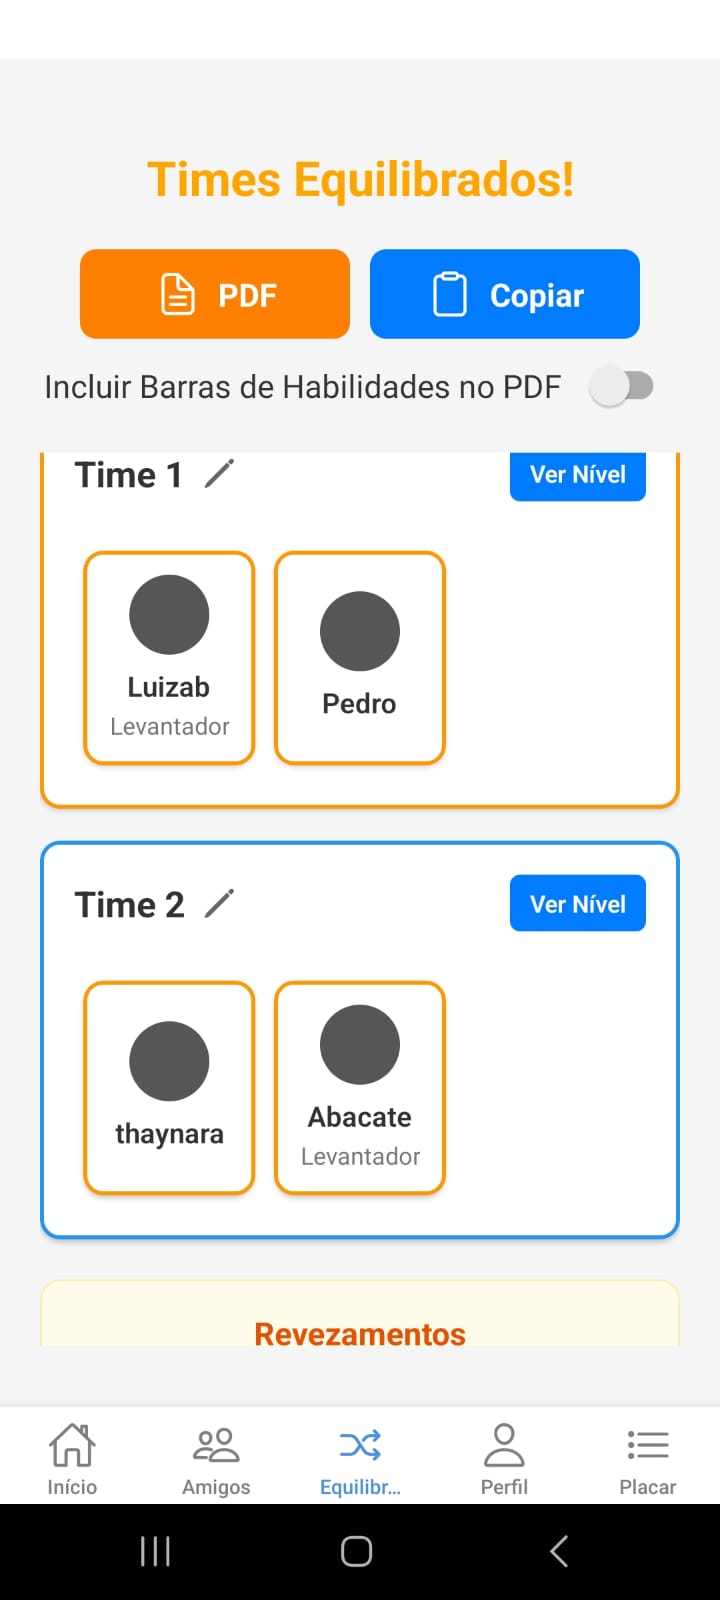 Times Equilibrados!
PDF
Copiar
Incluir Barras de Habilidades no PDF
Time 1
Ver Nível
Luizab
Levantador
Pedro
Time 2
Ver Nível
thaynara
Abacate
Levantador
Revezamentos
Início
Amigos
Equilibr...
Perfil
Placar